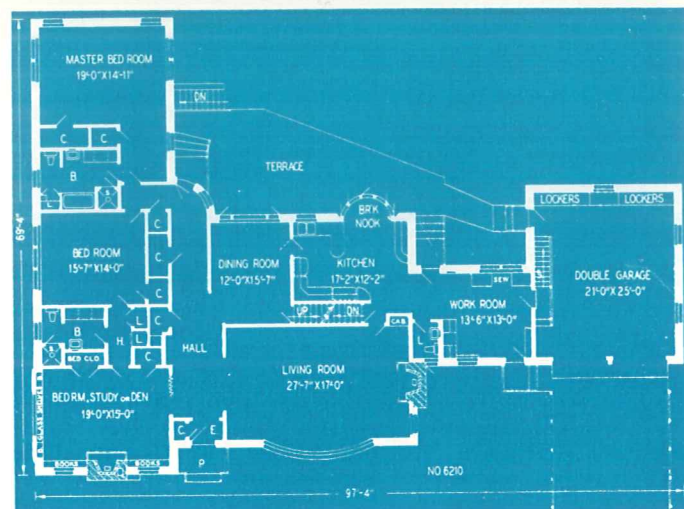 MASTER BED ROOM
19'-0"X14'-11"
DN
C
C
B
S
L
TERRACE
69'-4"
BED ROOM
15'-7"X14'-0"
C
C
C
DINING ROOM
12'-0"X15'-7"
BR'K
NOOK
KITCHEN
17'-2"X12'-2"
LOCKERS
LOCKERS
DOUBLE GARAGE
21'-0"X25'-0"
SEW
WORK ROOM
13'-6"X13'-0"
UP
DN
CAB
L
B
S
H
L
L
C
C
BED CLO
HALL
LIVING ROOM
27'-7"X17'-0"
BED RM., STUDY OR DEN
19'-0"X15'-0"
GLASS SHOWER
BOOKS
BOOKS
C
E
P
NO 6210
97'-4"